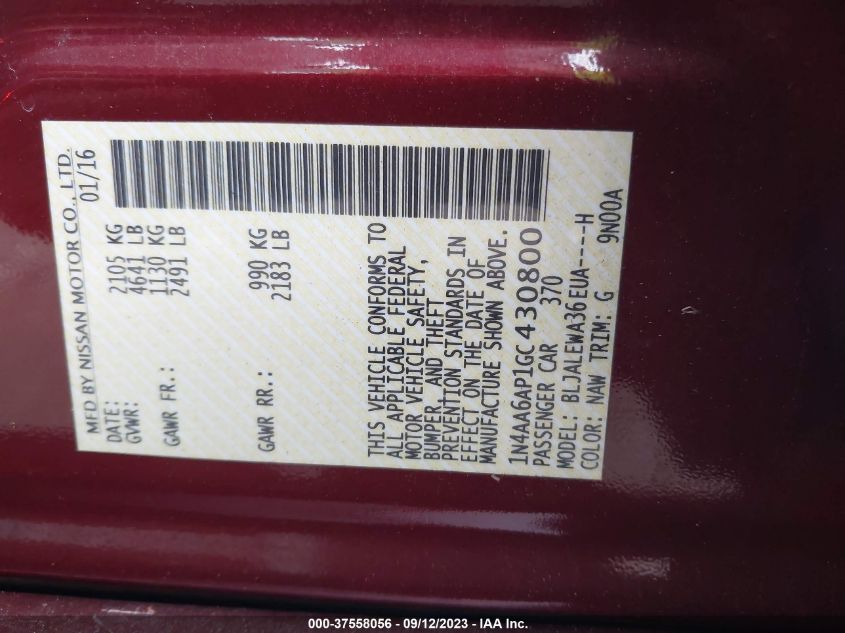 MFD BY NISSAN MOTOR CO., LTD.
DATE: 01/16
GVWR: 2105 KG
4641 LB
GAWR FR.: 1130 KG
2491 LB
GAWR RR.: 990 KG
2183 LB
THIS VEHICLE CONFORMS TO
ALL APPLICABLE FEDERAL
MOTOR VEHICLE SAFETY,
BUMPER, AND THEFT
PREVENTION STANDARDS IN
EFFECT ON THE DATE OF
MANUFACTURE SHOWN ABOVE.
1N4AA6AP1GC430800
PASSENGER CAR 370
MODEL: BLJALEWA36EUA-----H
COLOR: NAW TRIM: G 9N00A
000-37558056 - 09/12/2023 - IAA Inc.